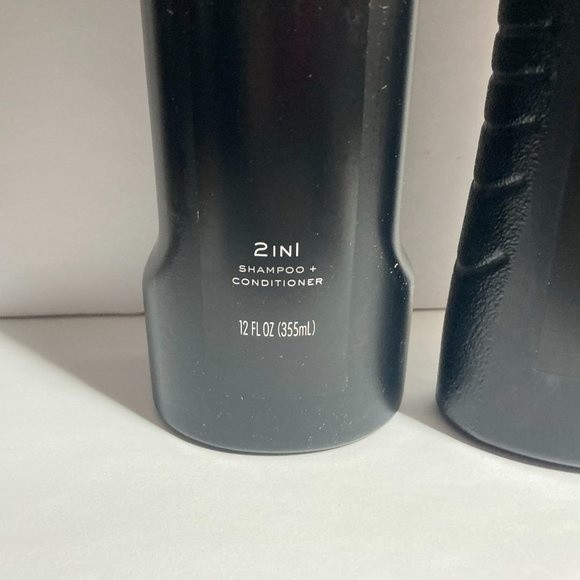 2IN1
SHAMPOO +
CONDITIONER
12 FL OZ (355mL)